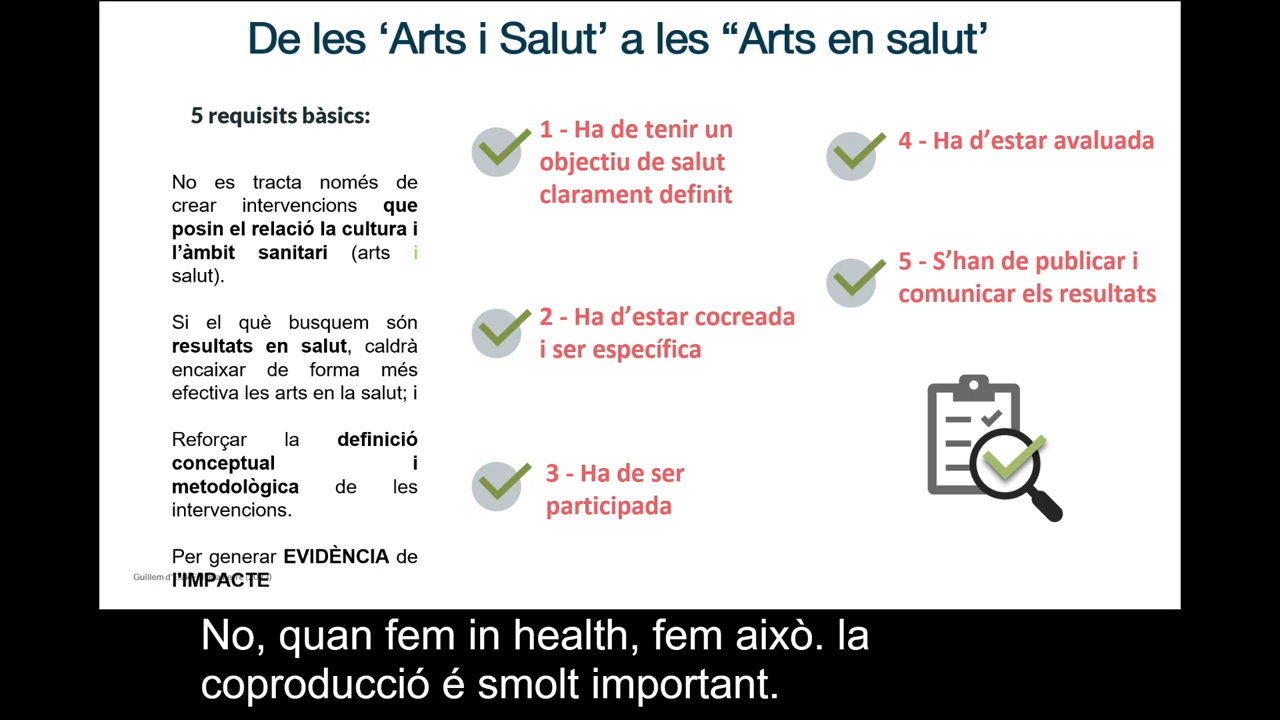 De les ‘Arts i Salut’ a les “Arts en salut’
5 requisits bàsics:
No es tracta només de
crear intervencions que
posin el relació la cultura i
l’àmbit sanitari (arts i
salut).
Si el què busquem són
resultats en salut, caldrà
encaixar de forma més
efectiva les arts en la salut; i
Reforçar la definició
conceptual i
metodològica de les
intervencions.
Per generar EVIDÈNCIA de
l’IMPACTE
Guillem
1 - Ha de tenir un
objectiu de salut
clarament definit
2 - Ha d’estar cocreada
i ser específica
3 - Ha de ser
participada
4 - Ha d’estar avaluada
5 - S’han de publicar i
comunicar els resultats
No, quan fem in health, fem això. la
coproducció é smolt important.